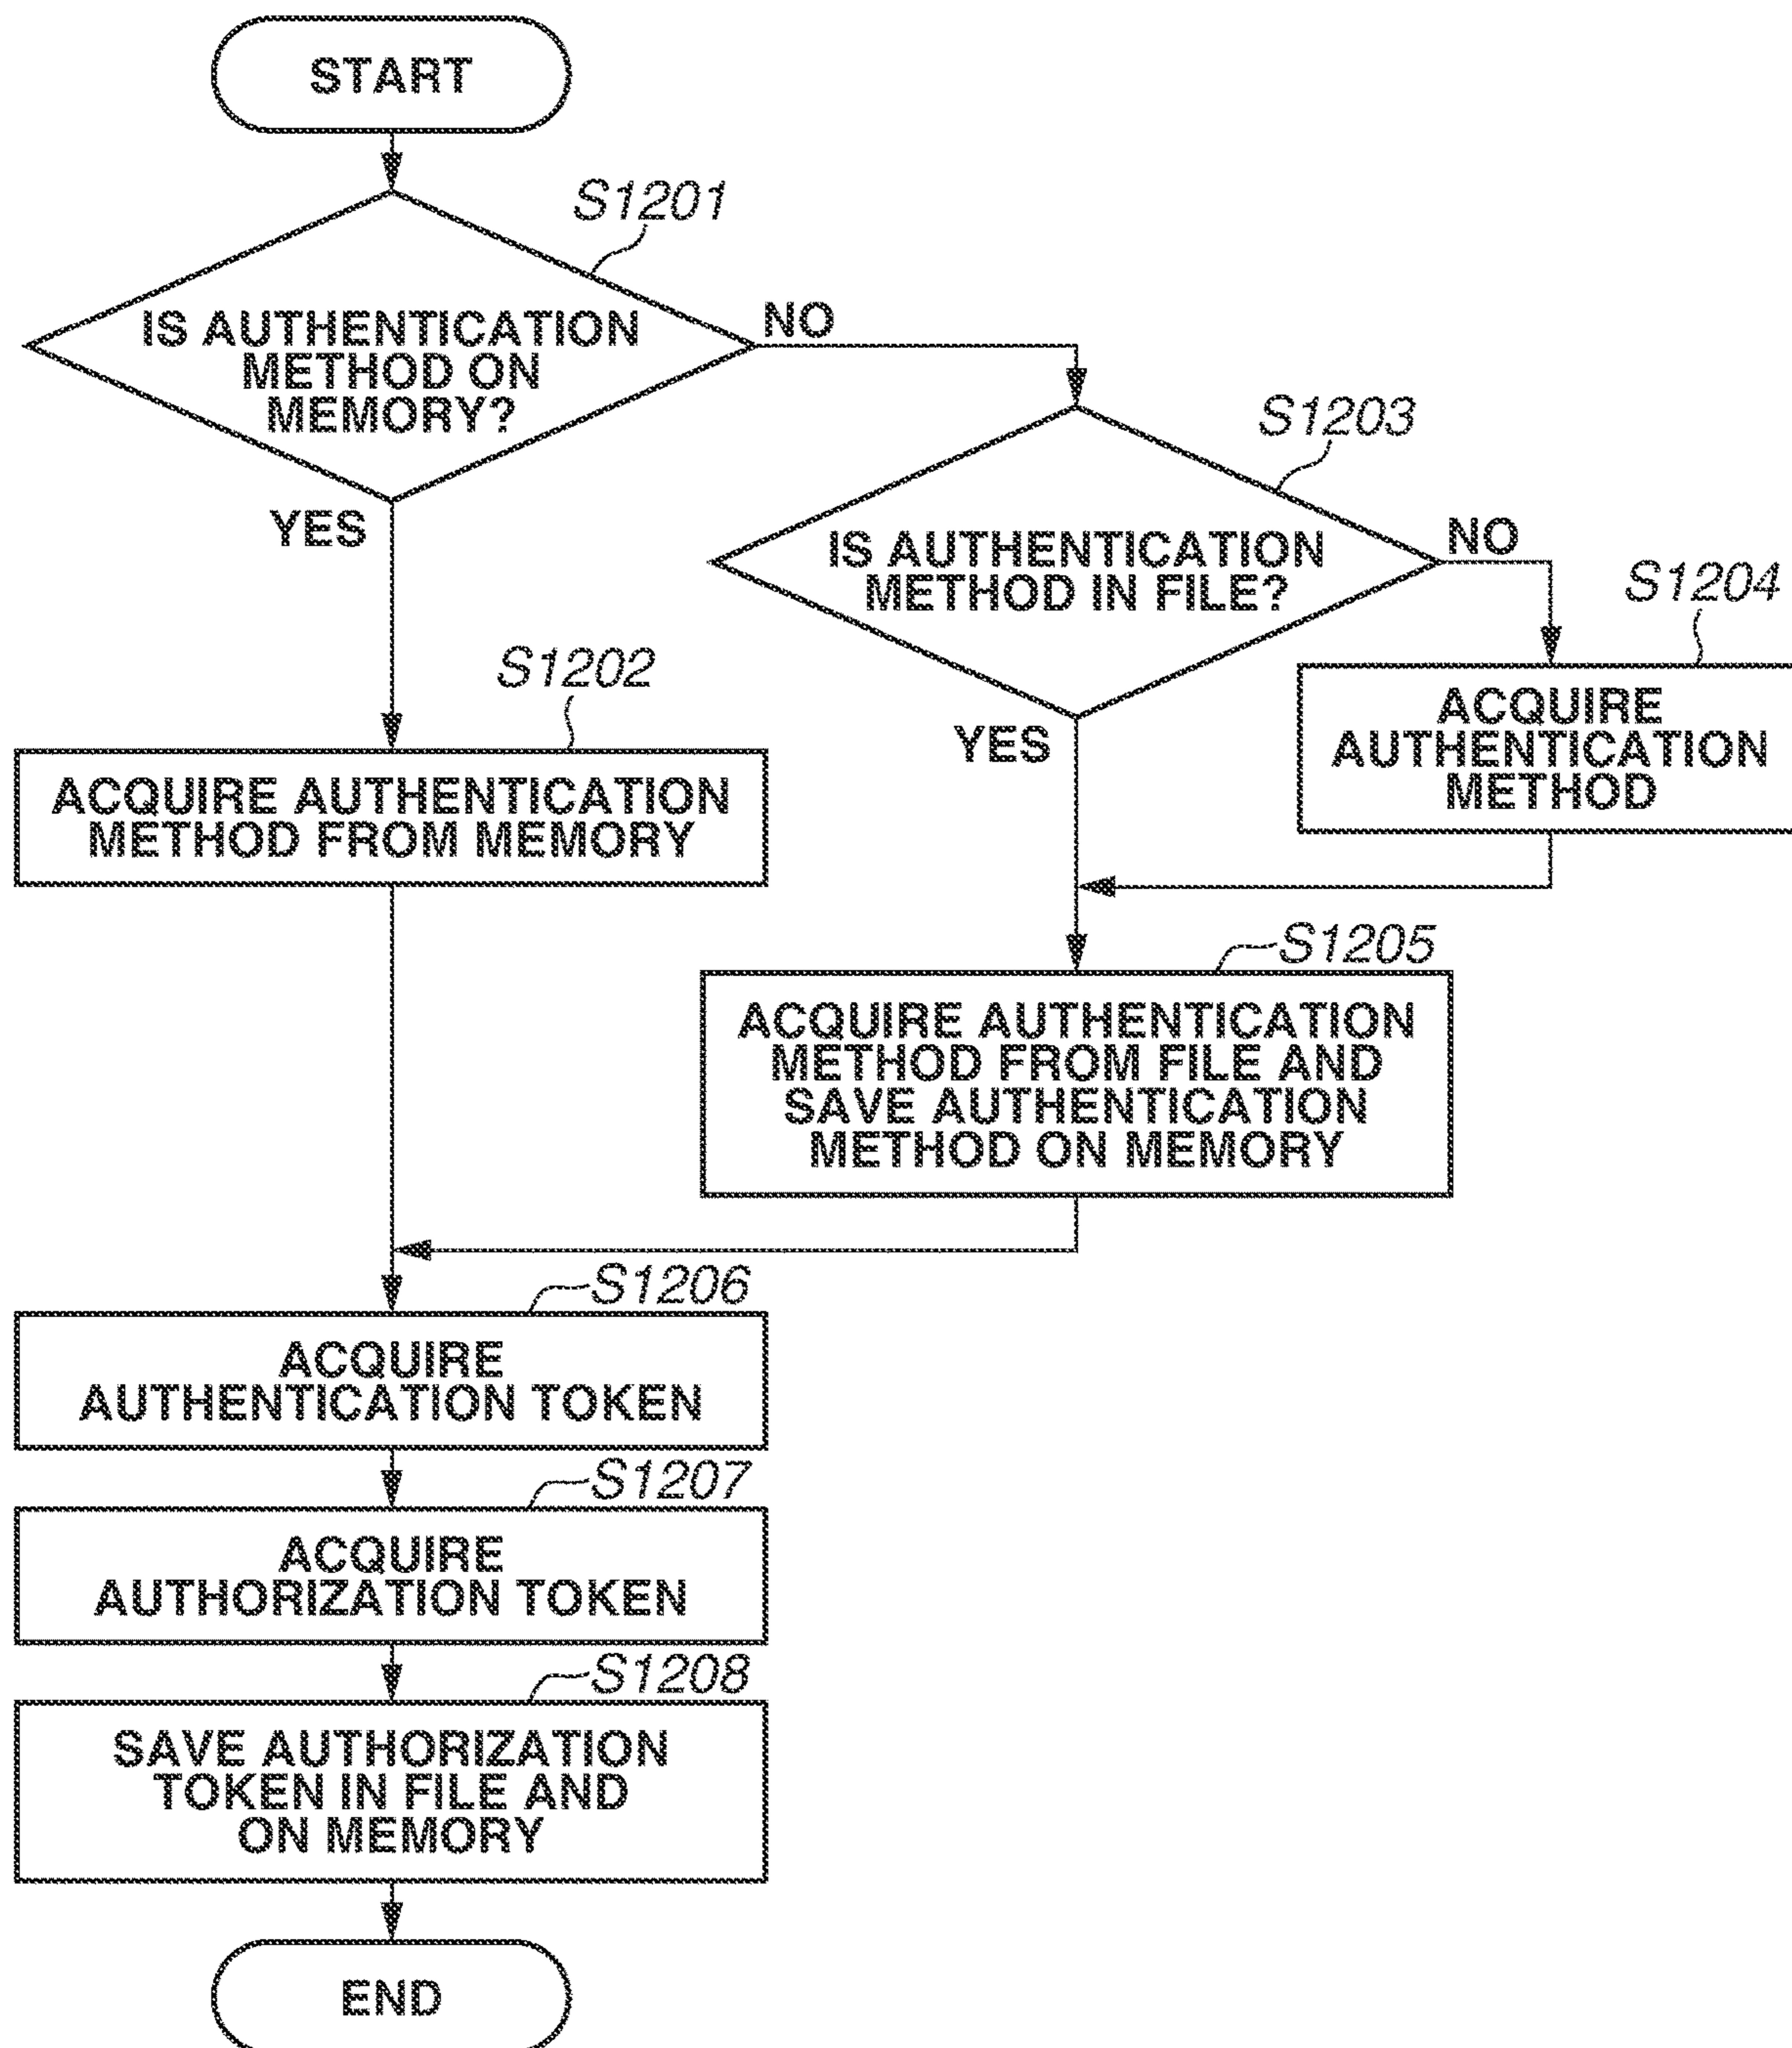 START
S1201
IS AUTHENTICATION
METHOD ON
MEMORY?
NO
YES
S1203
IS AUTHENTICATION
METHOD IN FILE?
NO
YES
S1204
ACQUIRE
AUTHENTICATION
METHOD
S1202
ACQUIRE AUTHENTICATION
METHOD FROM MEMORY
S1205
ACQUIRE AUTHENTICATION
METHOD FROM FILE AND
SAVE AUTHENTICATION
METHOD ON MEMORY
S1206
ACQUIRE
AUTHENTICATION TOKEN
S1207
ACQUIRE
AUTHORIZATION TOKEN
S1208
SAVE AUTHORIZATION
TOKEN IN FILE AND
ON MEMORY
END